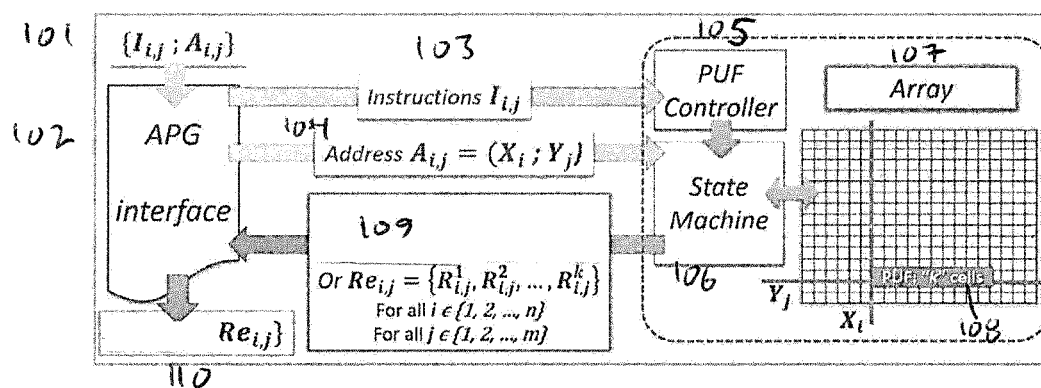 101
{I_{i,j} ; A_{i,j}}
103
105
PUF
Controller
107
Array
Instructions I_{i,j}
102
APG
interface
104
Address A_{i,j} = (X_i ; Y_j)
State
Machine
109
Or Re_{i,j} = {R^1_{i,j}, R^2_{i,j}, ..., R^k_{i,j}}
For all i ϵ{1, 2, ..., n}
For all j ϵ{1, 2, ..., m}
106
PUF: "K" cells
Y_j
X_i
108
Re_{i,j}}
110